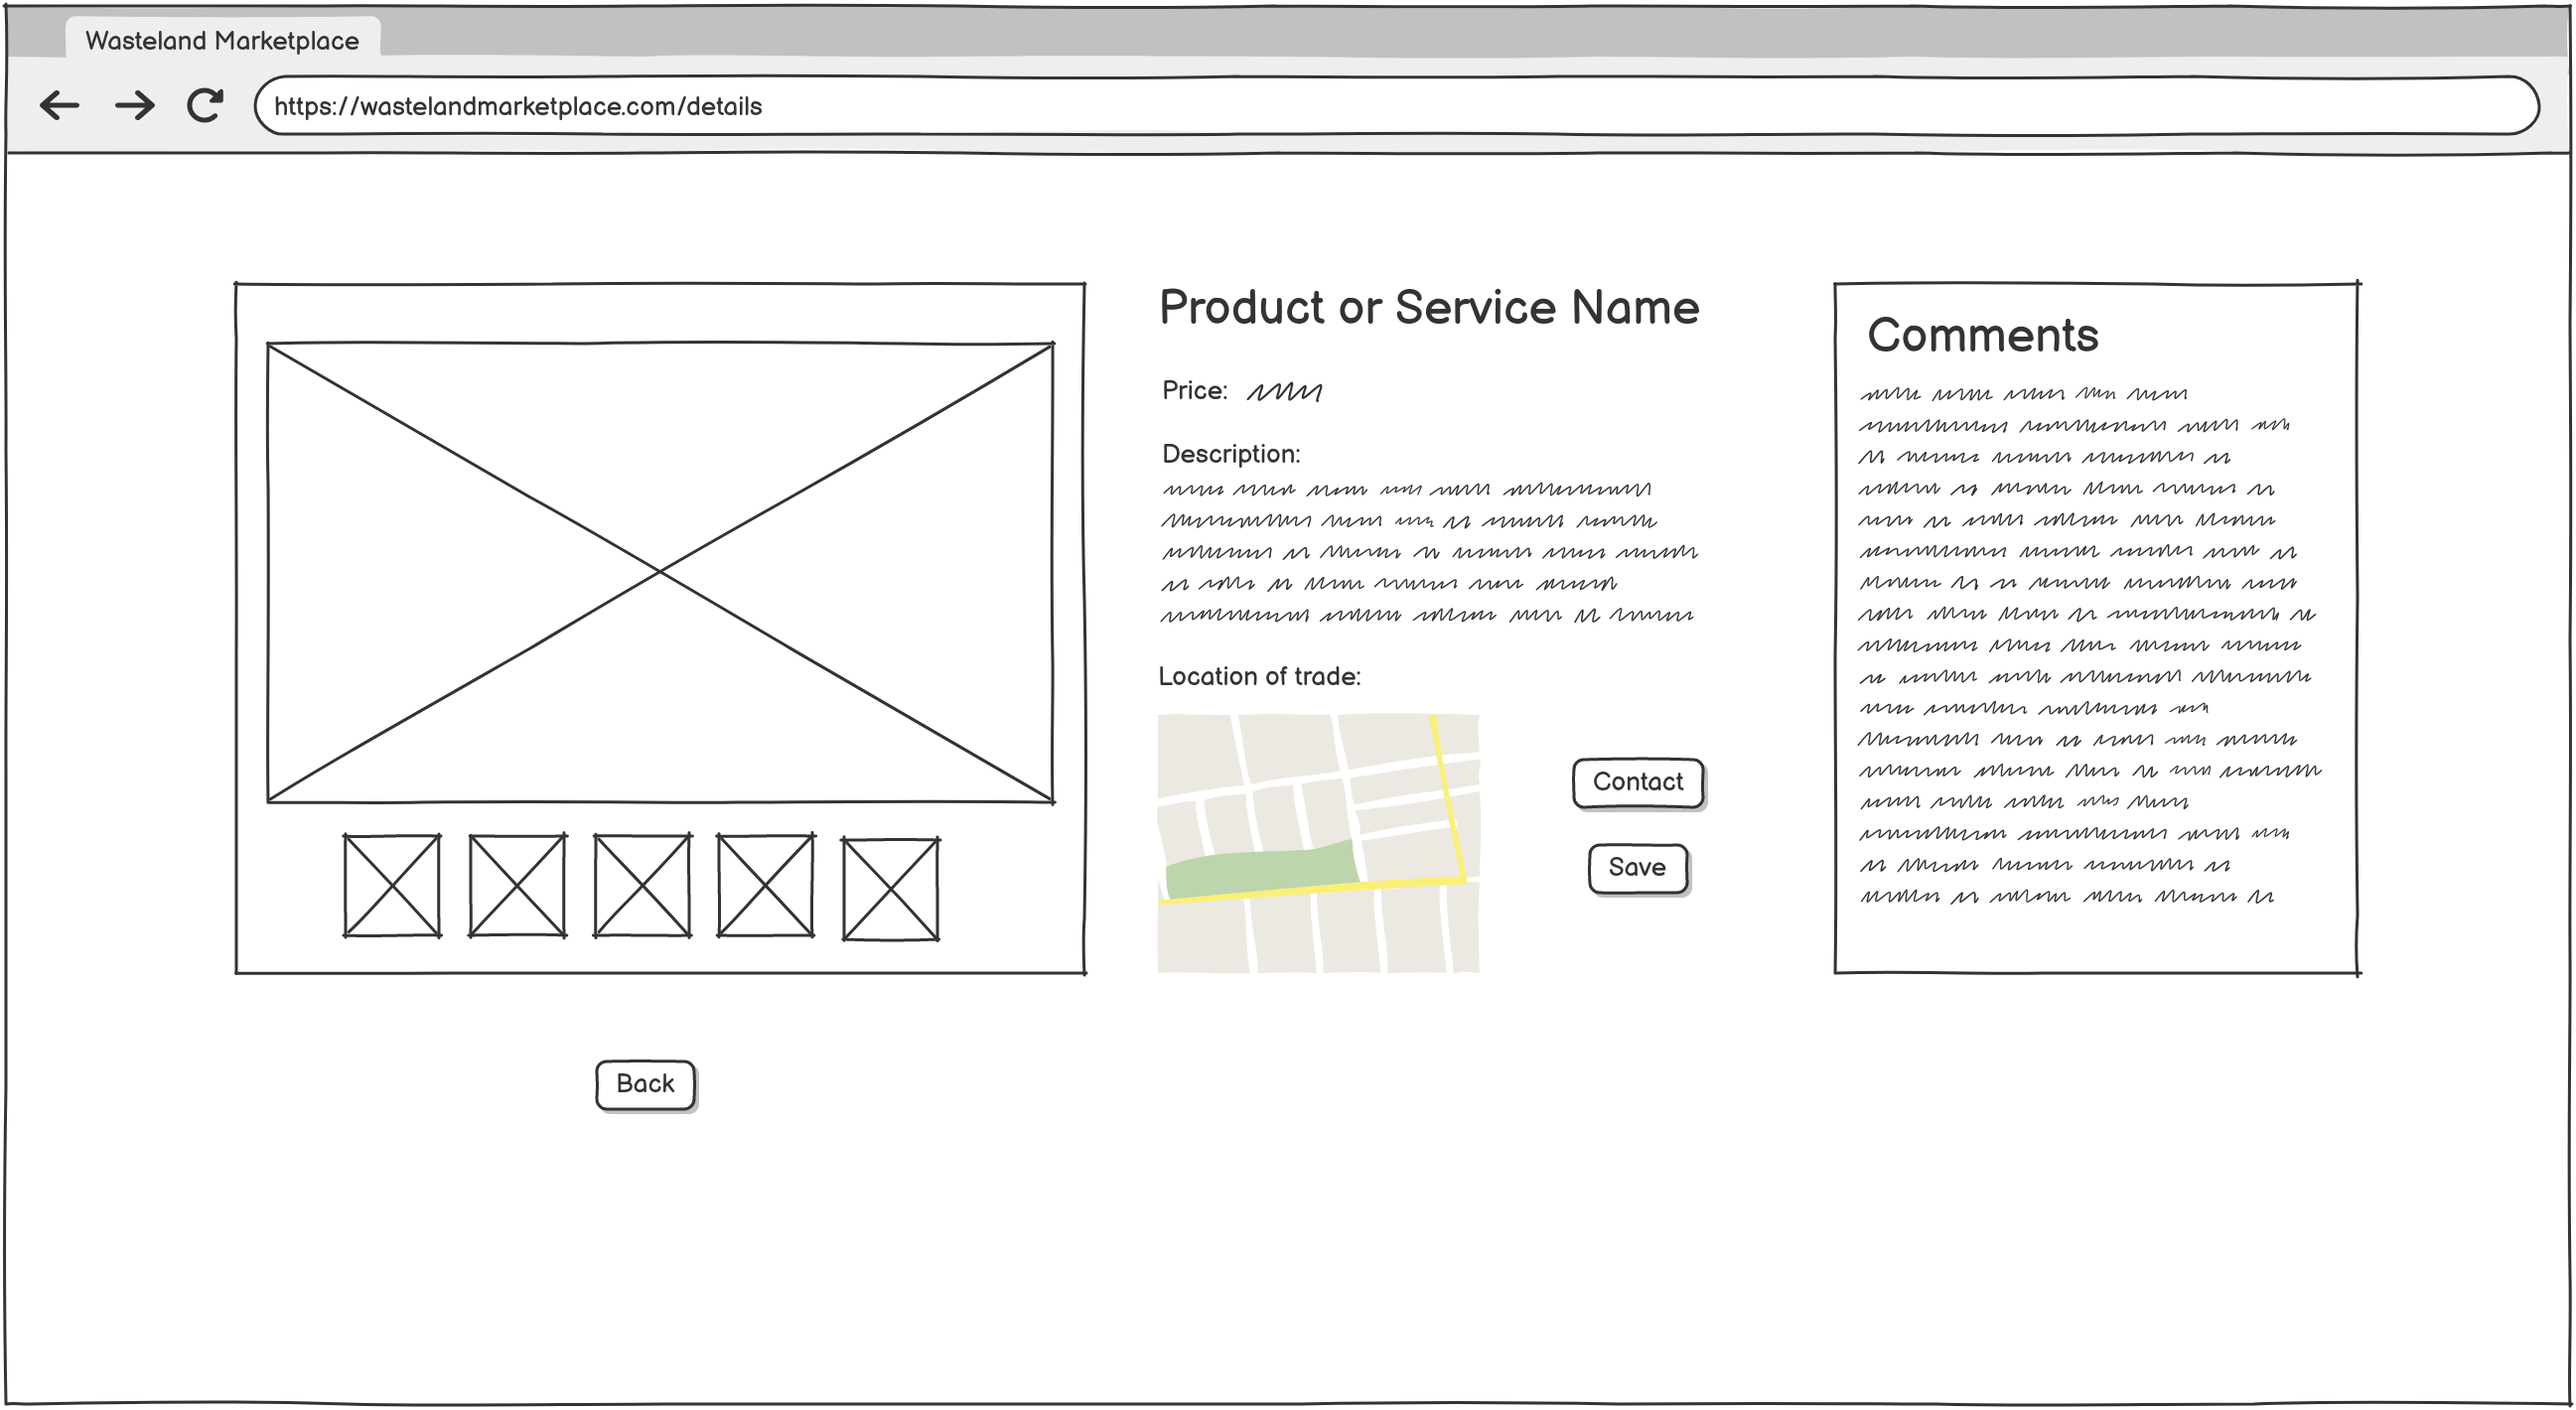 Wasteland Marketplace
https://wastelandmarketplace.com/details
Product or Service Name
Price:
Description:
Location of trade:
Contact
Save
Comments
Back